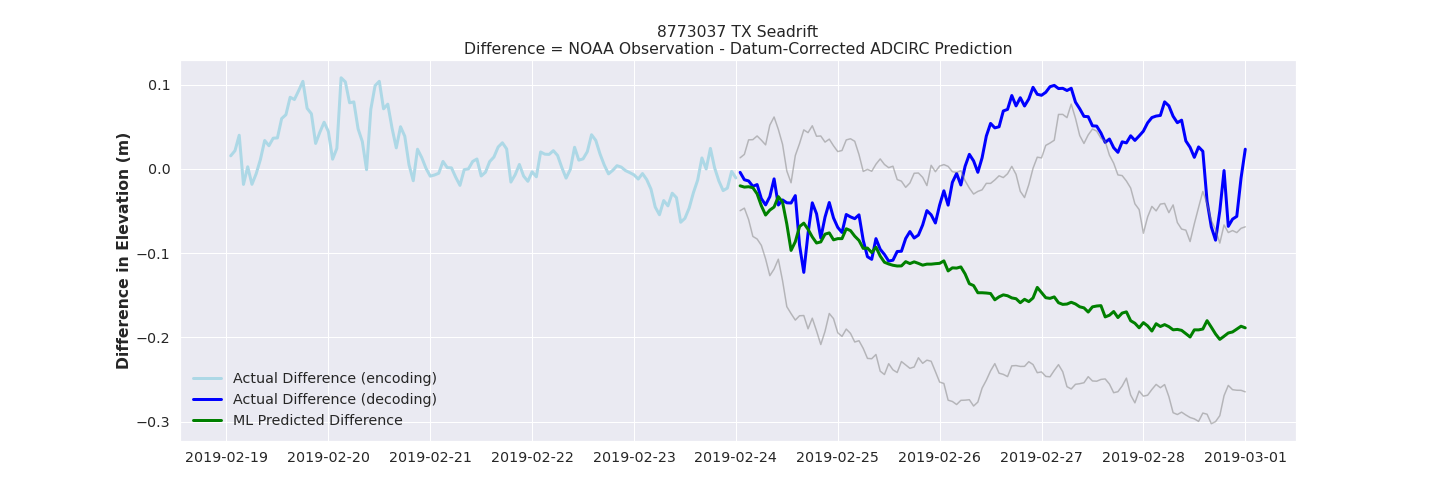 8773037 TX Seadrift
Difference = NOAA Observation - Datum-Corrected ADCIRC Prediction
Difference in Elevation (m)
0.1
0.0
−0.1
−0.2
−0.3
Actual Difference (encoding)
Actual Difference (decoding)
ML Predicted Difference
2019-02-19 2019-02-20 2019-02-21 2019-02-22 2019-02-23 2019-02-24 2019-02-25 2019-02-26 2019-02-27 2019-02-28 2019-03-01